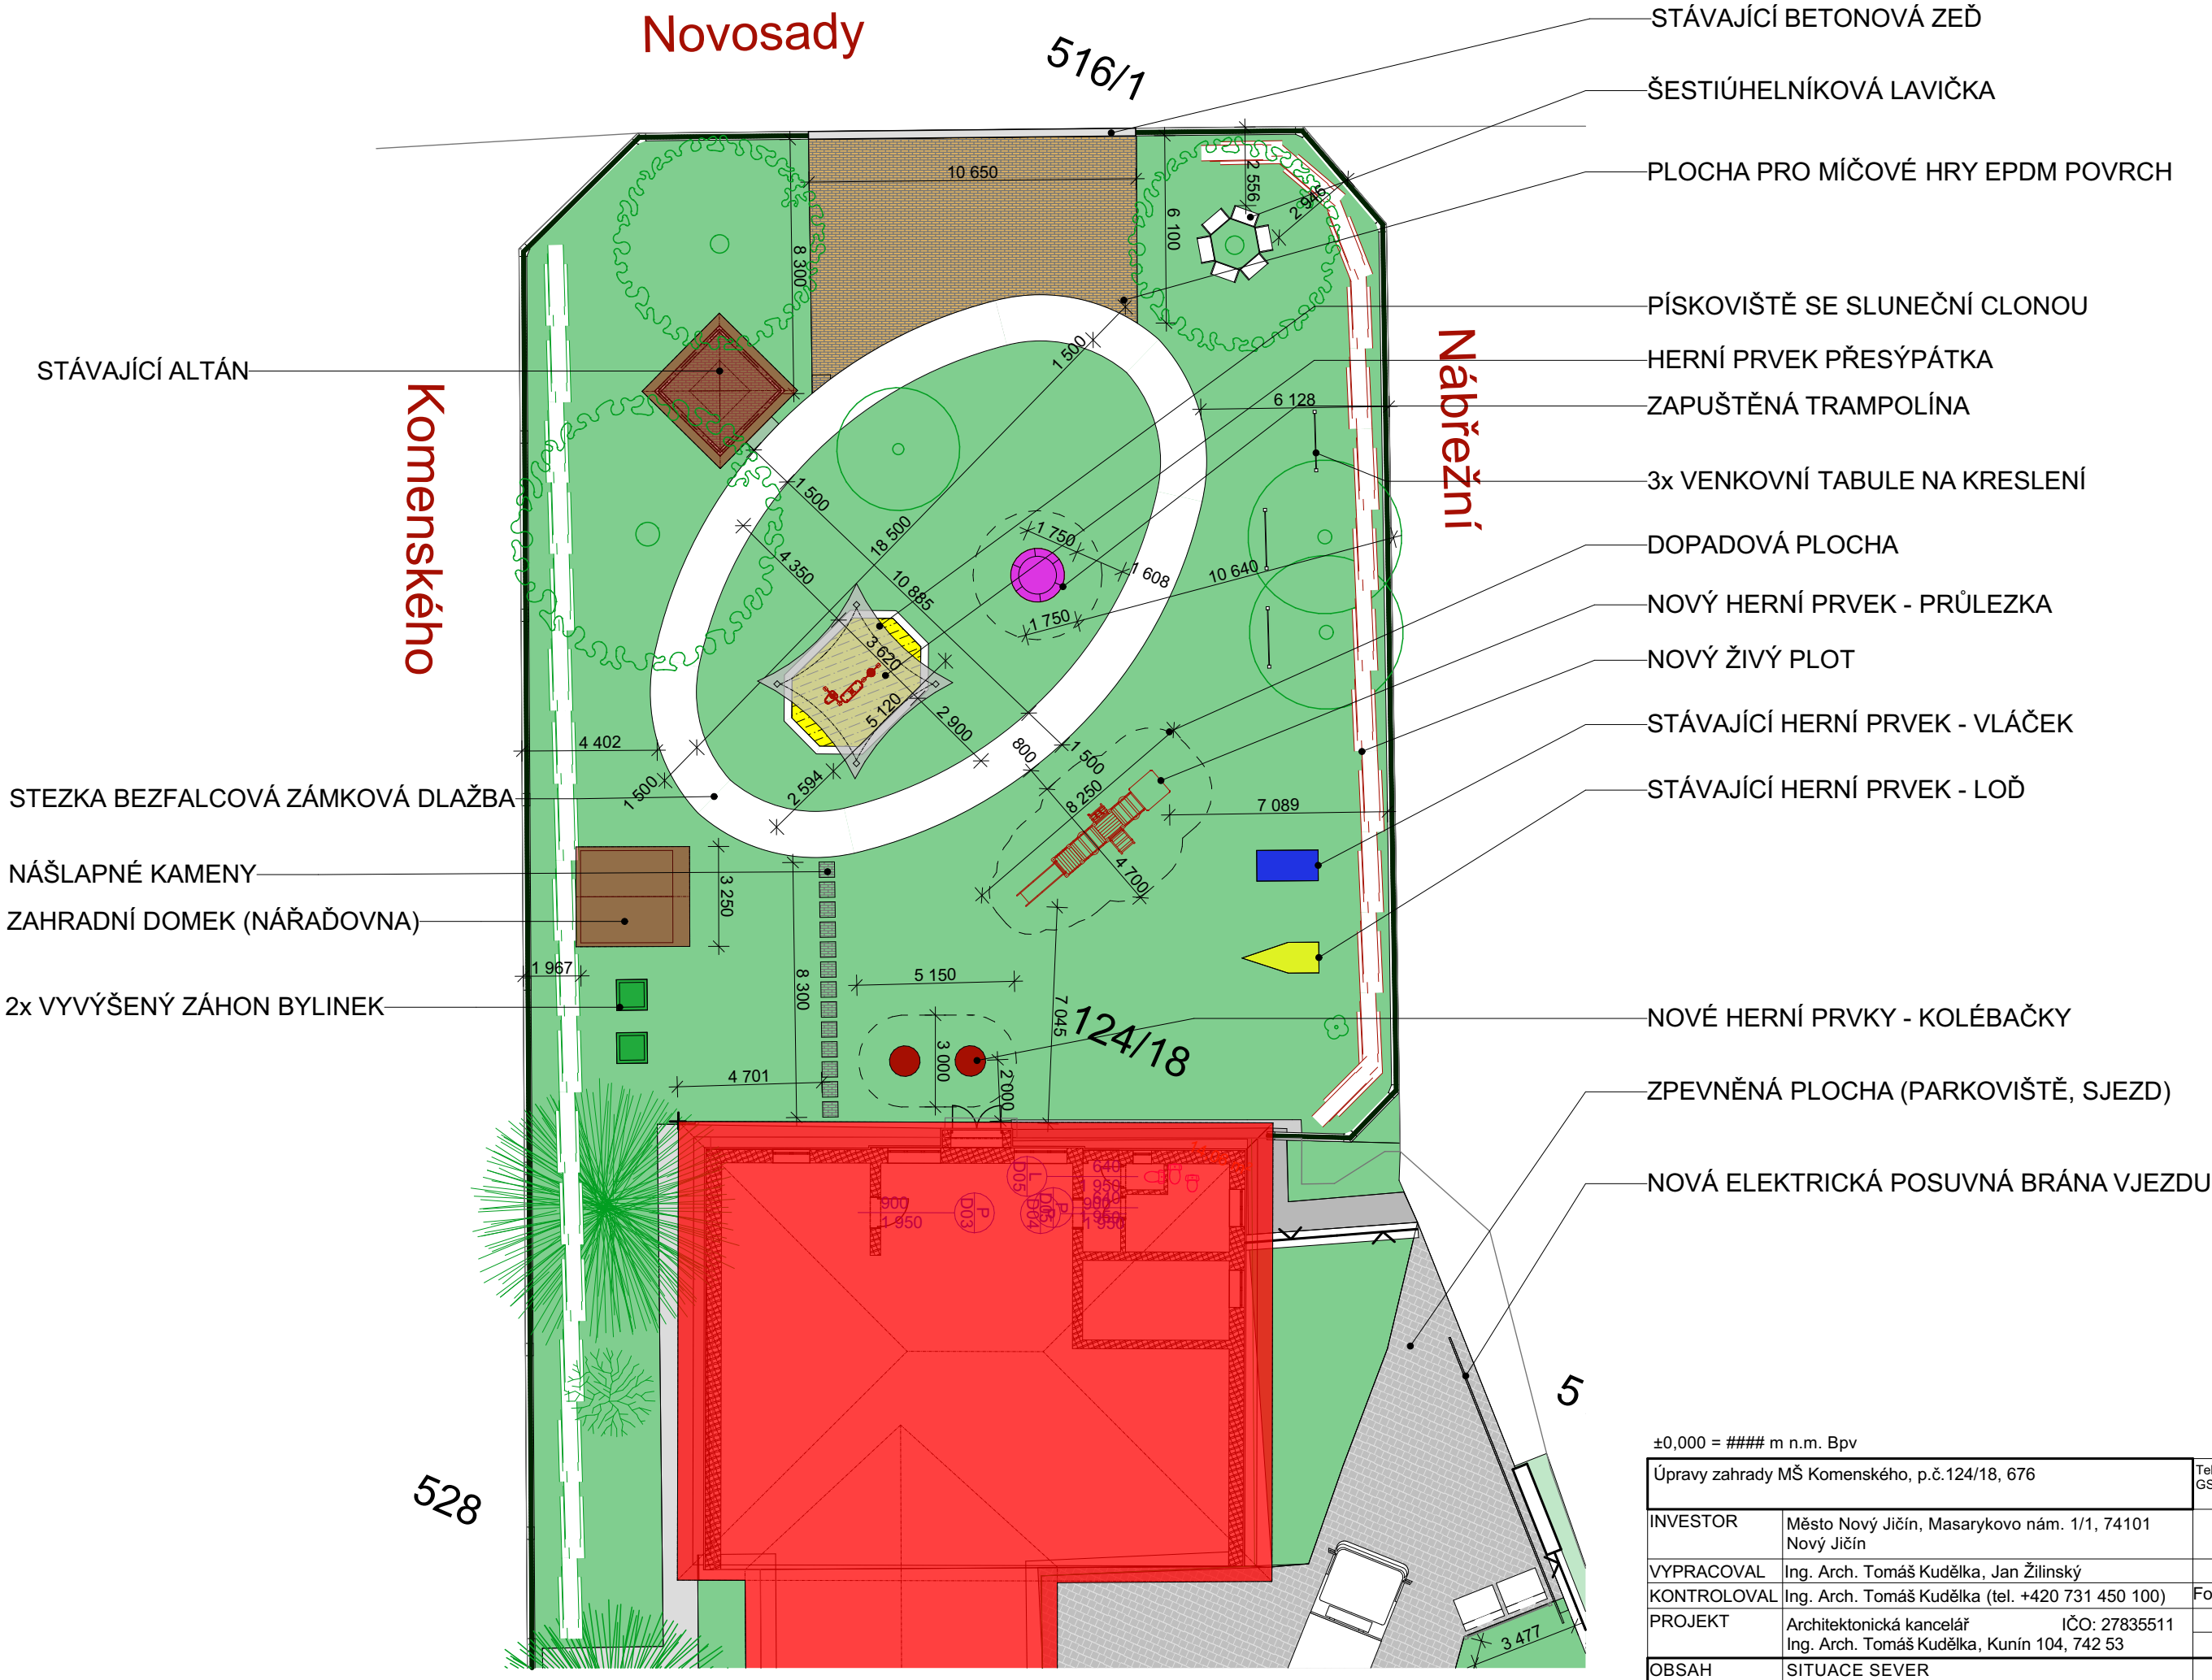 Novosady
516/1
STÁVAJÍCÍ BETONOVÁ ZEĎ
ŠESTIÚHELNÍKOVÁ LAVIČKA
PLOCHA PRO MÍČOVÉ HRY EPDM POVRCH
PÍSKOVIŠTĚ SE SLUNEČNÍ CLONOU
HERNÍ PRVEK PŘESÝPÁTKA
ZAPUŠTĚNÁ TRAMPOLÍNA
3x VENKOVNÍ TABULE NA KRESLENÍ
DOPADOVÁ PLOCHA
NOVÝ HERNÍ PRVEK - PRŮLEZKA
NOVÝ ŽIVÝ PLOT
STÁVAJÍCÍ HERNÍ PRVEK - VLÁČEK
STÁVAJÍCÍ HERNÍ PRVEK - LOĎ
NOVÉ HERNÍ PRVKY - KOLÉBAČKY
ZPEVNĚNÁ PLOCHA (PARKOVIŠTĚ, SJEZD)
NOVÁ ELEKTRICKÁ POSUVNÁ BRÁNA VJEZDU
STÁVAJÍCÍ ALTÁN
Komenského
Nábřežní
STEZKA BEZFALCOVÁ ZÁMKOVÁ DLAŽBA
NÁŠLAPNÉ KAMENY
ZAHRADNÍ DOMEK (NÁŘAĎOVNA)
2x VYVÝŠENÝ ZÁHON BYLINEK
10 650
2 556
6 100
8 300
1 500
6 128
1 500
18 500
4 350
10 885
1 750
1 608
10 640
1 750
3 620
5 120
2 900
4 402
1 500
2 594
800
1 500
8 250
7 089
4 700
3 250
1 967
8 300
5 150
7 045
124/18
3 000
4 701
2 000
D05
L
640
950
900
1 950
D03
P
D04
1 950
528
5
3 477
±0,000 = #### m n.m. Bpv
Úpravy zahrady MŠ Komenského, p.č.124/18, 676
INVESTOR
Město Nový Jičín, Masarykovo nám. 1/1, 74101
Nový Jičín
VYPRACOVAL
Ing. Arch. Tomáš Kudělka, Jan Žilinský
KONTROLOVAL
Ing. Arch. Tomáš Kudělka (tel. +420 731 450 100)
PROJEKT
Architektonická kancelář IČO: 27835511
Ing. Arch. Tomáš Kudělka, Kunín 104, 742 53
OBSAH
SITUACE SEVER